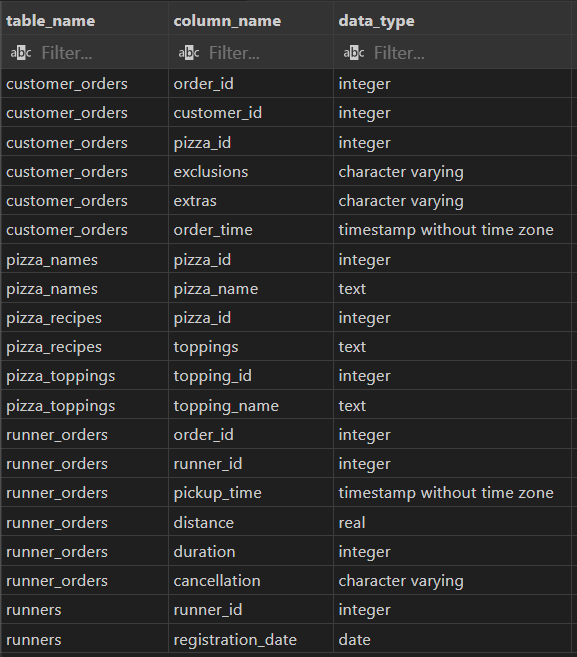 table_name column_name data_type
abc Filter... abc Filter... abc Filter...
customer_orders order_id integer
customer_orders customer_id integer
customer_orders pizza_id integer
customer_orders exclusions character varying
customer_orders extras character varying
customer_orders order_time timestamp without time zone
pizza_names pizza_id integer
pizza_names pizza_name text
pizza_recipes pizza_id integer
pizza_recipes toppings text
pizza_toppings topping_id integer
pizza_toppings topping_name text
runner_orders order_id integer
runner_orders runner_id integer
runner_orders pickup_time timestamp without time zone
runner_orders distance real
runner_orders duration integer
runner_orders cancellation character varying
runners runner_id integer
runners registration_date date